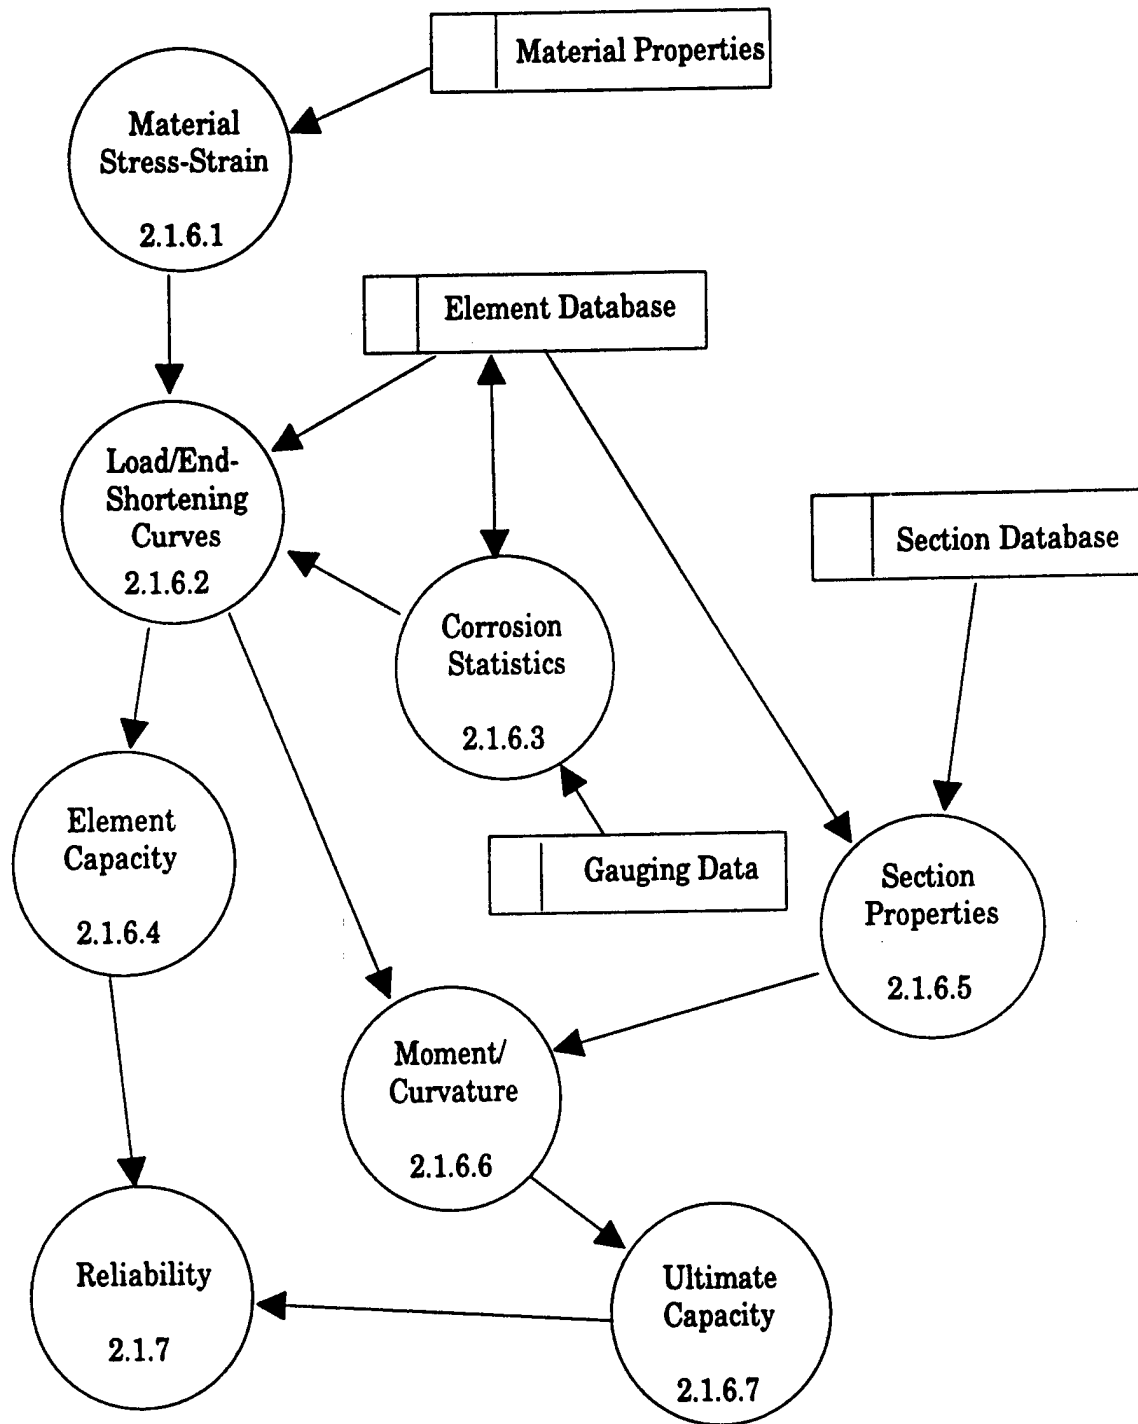 Material Properties
Material
Stress-Strain
2.1.6.1
Element Database
Load/End-
Shortening
Curves
2.1.6.2
Section Database
Corrosion
Statistics
2.1.6.3
Element
Capacity
2.1.6.4
Gauging Data
Section
Properties
2.1.6.5
Moment/
Curvature
2.1.6.6
Reliability
2.1.7
Ultimate
Capacity
2.1.6.7